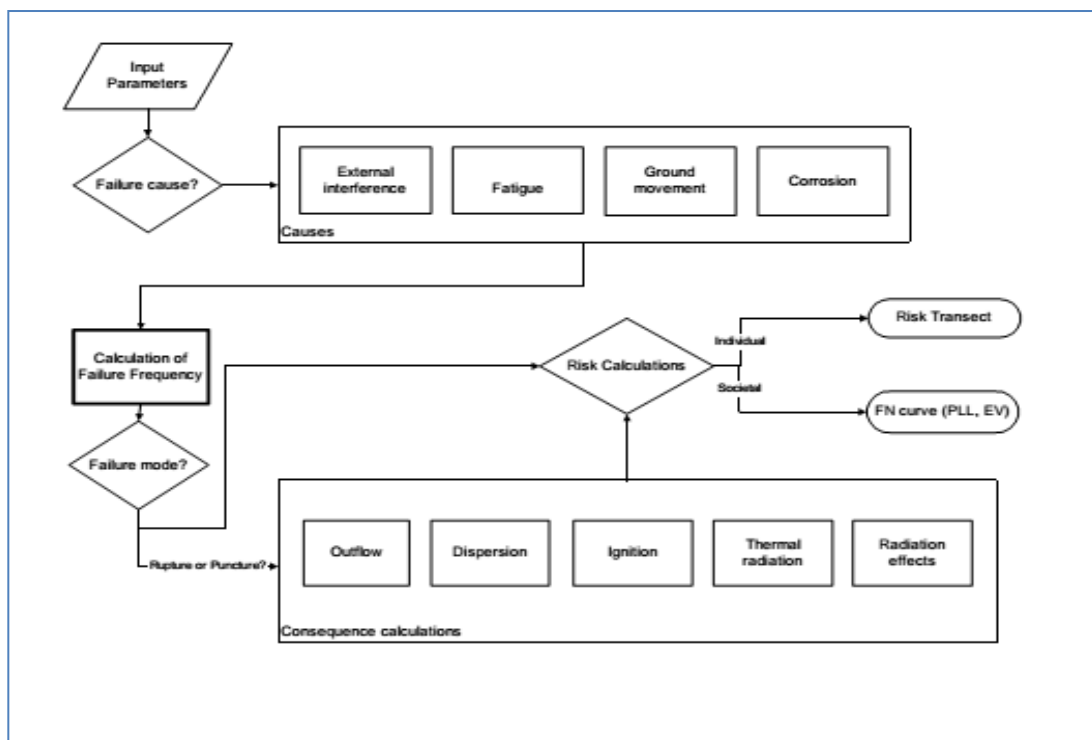 Input
Parameters
Failure cause?
External
interference
Fatigue
Ground
movement
Corrosion
Causes
Calculation of
Failure Frequency
Failure mode?
Risk Calculations
Individual
Societal
Risk Transect
FN curve (PLL, EV)
Rupture or Puncture?
Outflow
Dispersion
Ignition
Thermal
radiation
Radiation
effects
Consequence calculations